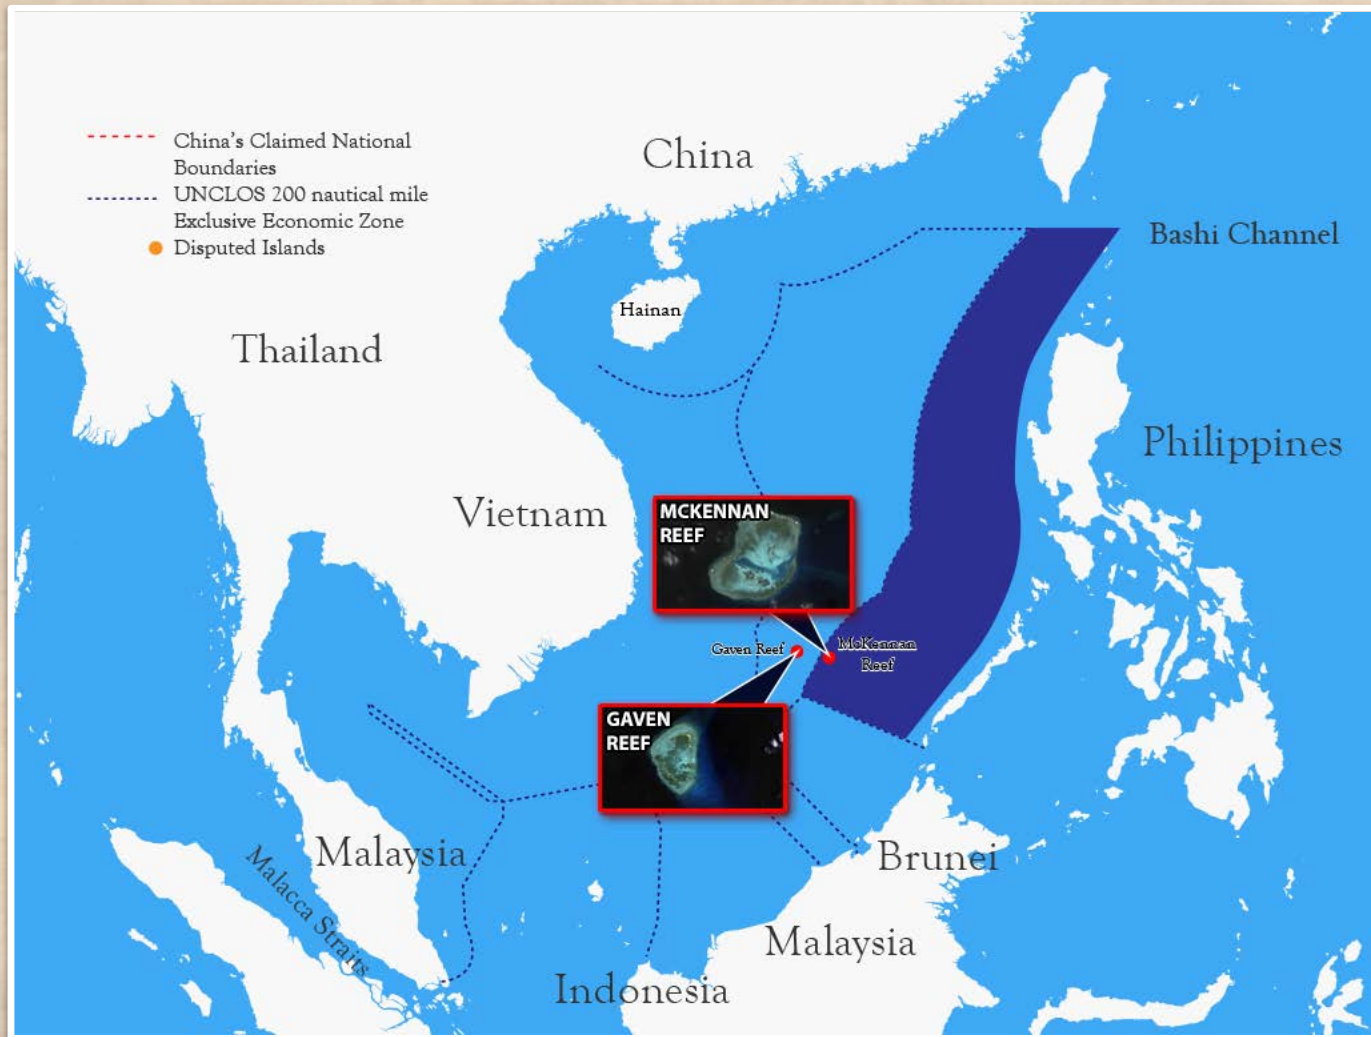 China's Claimed National
Boundaries
UNCLOS 200 nautical mile
Exclusive Economic Zone
Disputed Islands
China
Bashi Channel
Hainan
Thailand
Philippines
Vietnam
MCKENNAN
REEF
Gaven Reef
McKennan
Reef
GAVEN
REEF
Malaysia
Malacca Straits
Brunei
Malaysia
Indonesia